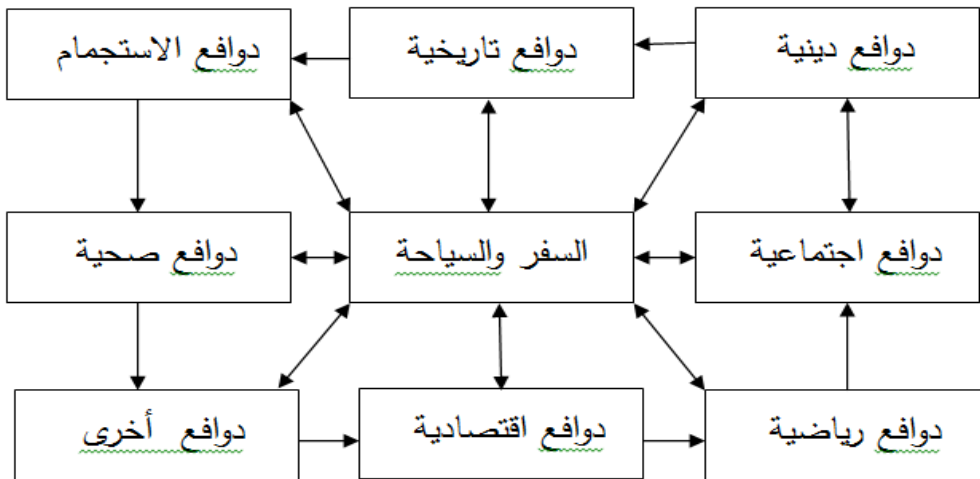 دوافع دينية
دوافع تاريخية
دوافع الاستجمام
دوافع اجتماعية
السفر والسياحة
دوافع صحية
دوافع رياضية
دوافع اقتصادية
دوافع أخرى